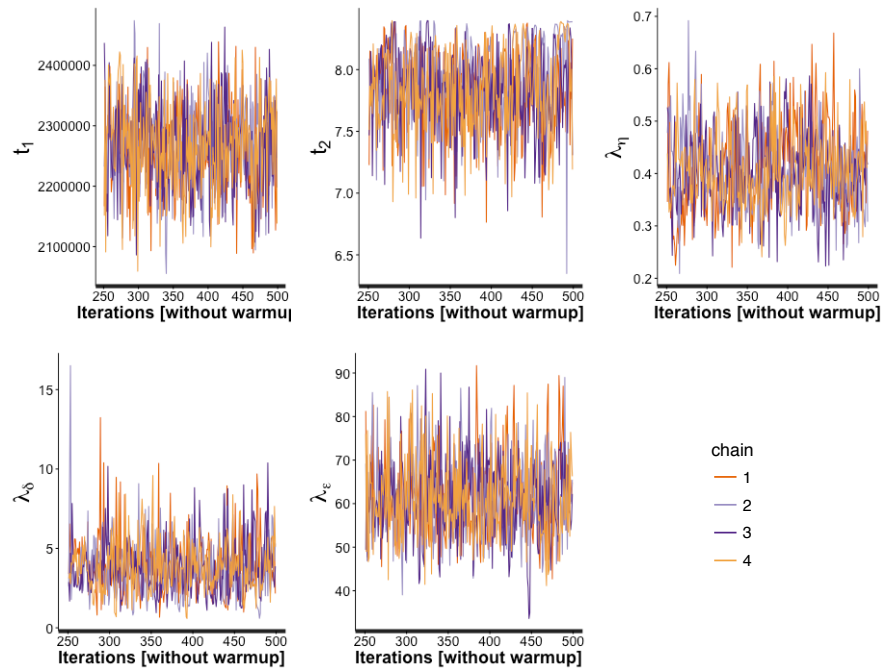 t1
2400000
2300000
2200000
2100000
250 300 350 400 450 500
Iterations [without warmup
t2
8.0
7.5
7.0
6.5
250 300 350 400 450 500
Iterations [without warmup]
λη
0.7
0.6
0.5
0.4
0.3
0.2
250 300 350 400 450 500
Iterations [without warmup]
λδ
15
10
5
0
250 300 350 400 450 500
Iterations [without warmup]
λε
90
80
70
60
50
40
250 300 350 400 450 500
Iterations [without warmup]
chain
1
2
3
4